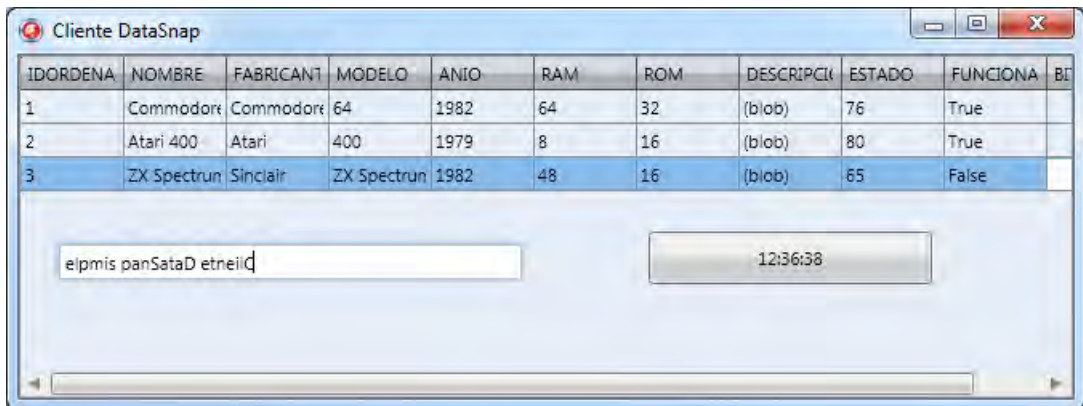 Cliente DataSnap
IDORDENA NOMBRE FABRICANT MODELO ANIO RAM ROM DESCRIPCI ESTADO FUNCIONA BI
1 Commodore Commodore 64 1982 64 32 (blob) 76 True
2 Atari 400 Atari 400 1979 8 16 (blob) 80 True
3 ZX Spectrun Sinclair ZX Spectrun 1982 48 16 (blob) 65 False
elpmis panSataD etneilC
12:36:38